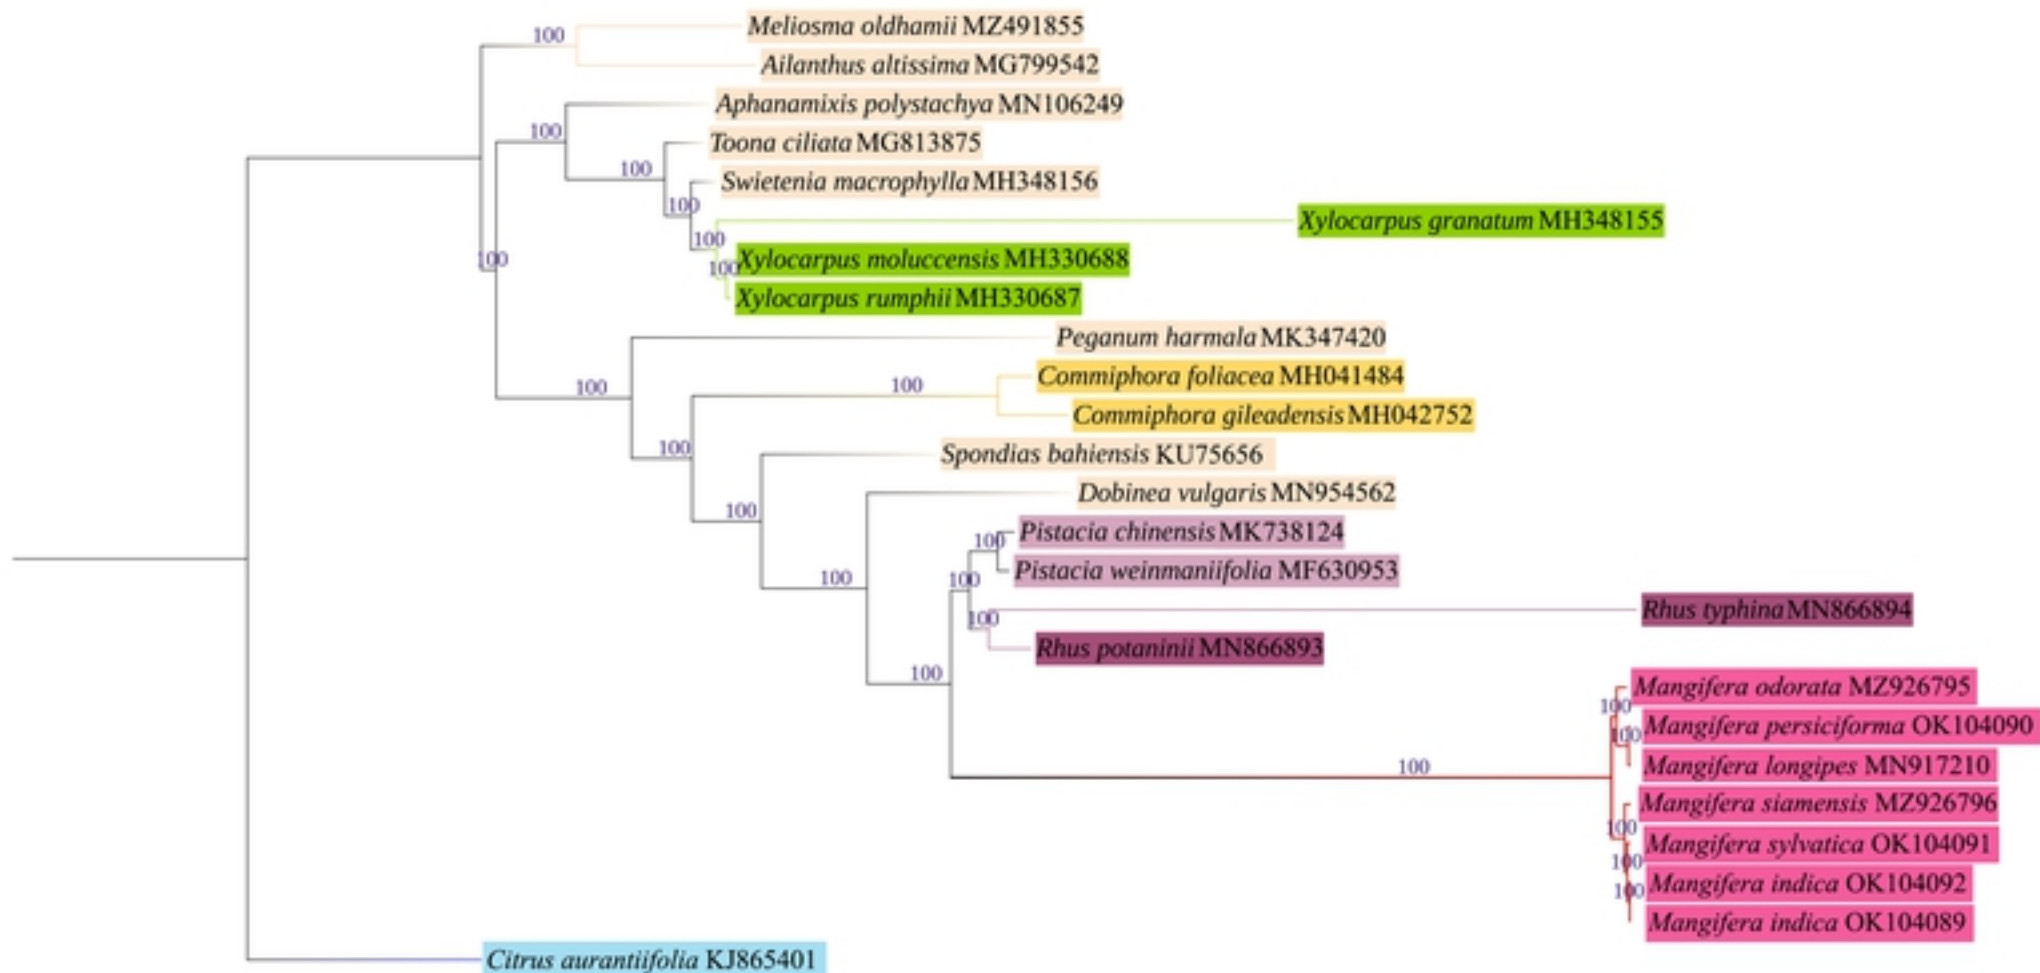 100 Meliosma oldhamii MZ491855
Ailanthus altissima MG799542
Aphanamixis polystachya MN106249
100
Toona ciliata MG813875
100
Swietenia macrophylla MH348156
100
Xylocarpus granatum MH348155
100
100
Xylocarpus moluccensis MH330688
100
Xylocarpus rumphii MH330687
Peganum harmala MK347420
100
100
Commiphora foliacea MH041484
Commiphora gileadensis MH042752
100
Spondias bahiensis KU75656
Dobinea vulgaris MN954562
100
Pistacia chinensis MK738124
100
Pistacia weinmaniifolia MF630953
100
100
Rhus typhina MN866894
100
Rhus potaninii MN866893
100
Mangifera odorata MZ926795
100
Mangifera persiciforma OK104090
100
Mangifera longipes MN917210
100
Mangifera siamensis MZ926796
100
Mangifera sylvatica OK104091
100
Mangifera indica OK104092
100
Mangifera indica OK104089
Citrus aurantiifolia KJ865401